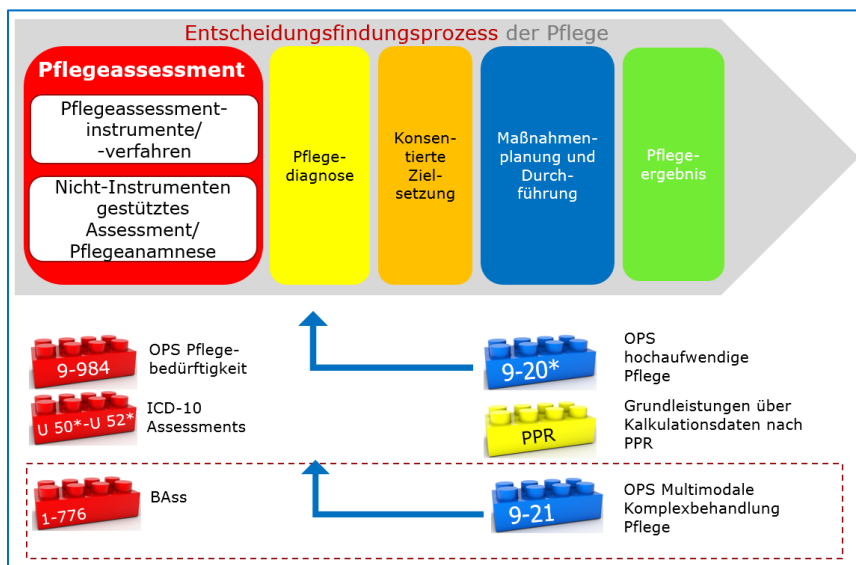 Entscheidungsfindungsprozess der Pflege
Pflegeassessment
Pflegeassessment-
instrumente/
-verfahren
Nicht-Instrumenten
gestütztes
Assessment/
Pflegeanamnese
Pflege-
diagnose
Konsen-
tierte
Ziel-
setzung
Maßnahmen-
planung und
Durch-
führung
Pflege-
ergebnis
9-984
OPS Pflege-
bedürftigkeit
U 50*-U 52*
ICD-10
Assessments
9-20*
OPS
hochaufwendige
Pflege
PPR
Grundleistungen über
Kalkulationsdaten nach
PPR
1-776
BAss
9-21
OPS Multimodale
Komplexbehandlung
Pflege